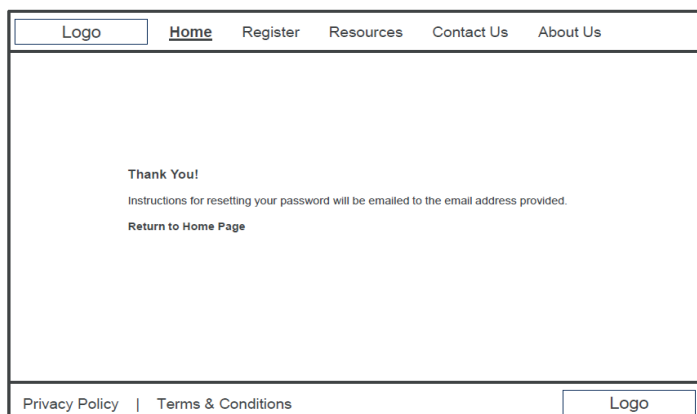 Logo Home Register Resources Contact Us About Us
Thank You!
Instructions for resetting your password will be emailed to the email address provided.
Return to Home Page
Privacy Policy | Terms & Conditions Logo